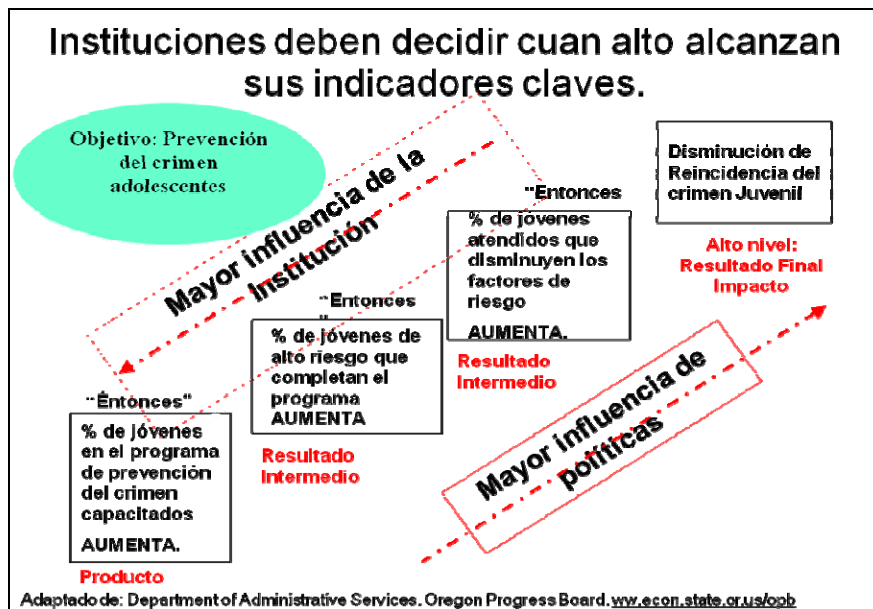 Instituciones deben decidir cuan alto alcanzan
sus indicadores claves.
Objetivo: Prevención
del crimen
adolescentes
Mayor influencia de la
Institución
Disminución de
Reincidencia del
crimen Juvenil
Alto nivel:
Resultado Final
Impacto
"Entonces
% de jóvenes
atendidos que
disminuyen los
factores de
riesgo
AUMENTA.
Resultado
Intermedio
"Entonces
"
% de jóvenes de
alto riesgo que
completan el
programa
AUMENTA
Resultado
Intermedio
"Entonces"
% de jóvenes
en el programa
de prevención
del crimen
capacitados
AUMENTA.
Producto
Mayor influencia de
políticas
Adaptado de: Department of Administrative Services. Oregon Progress Board. ww.econ.state.or.us/opb